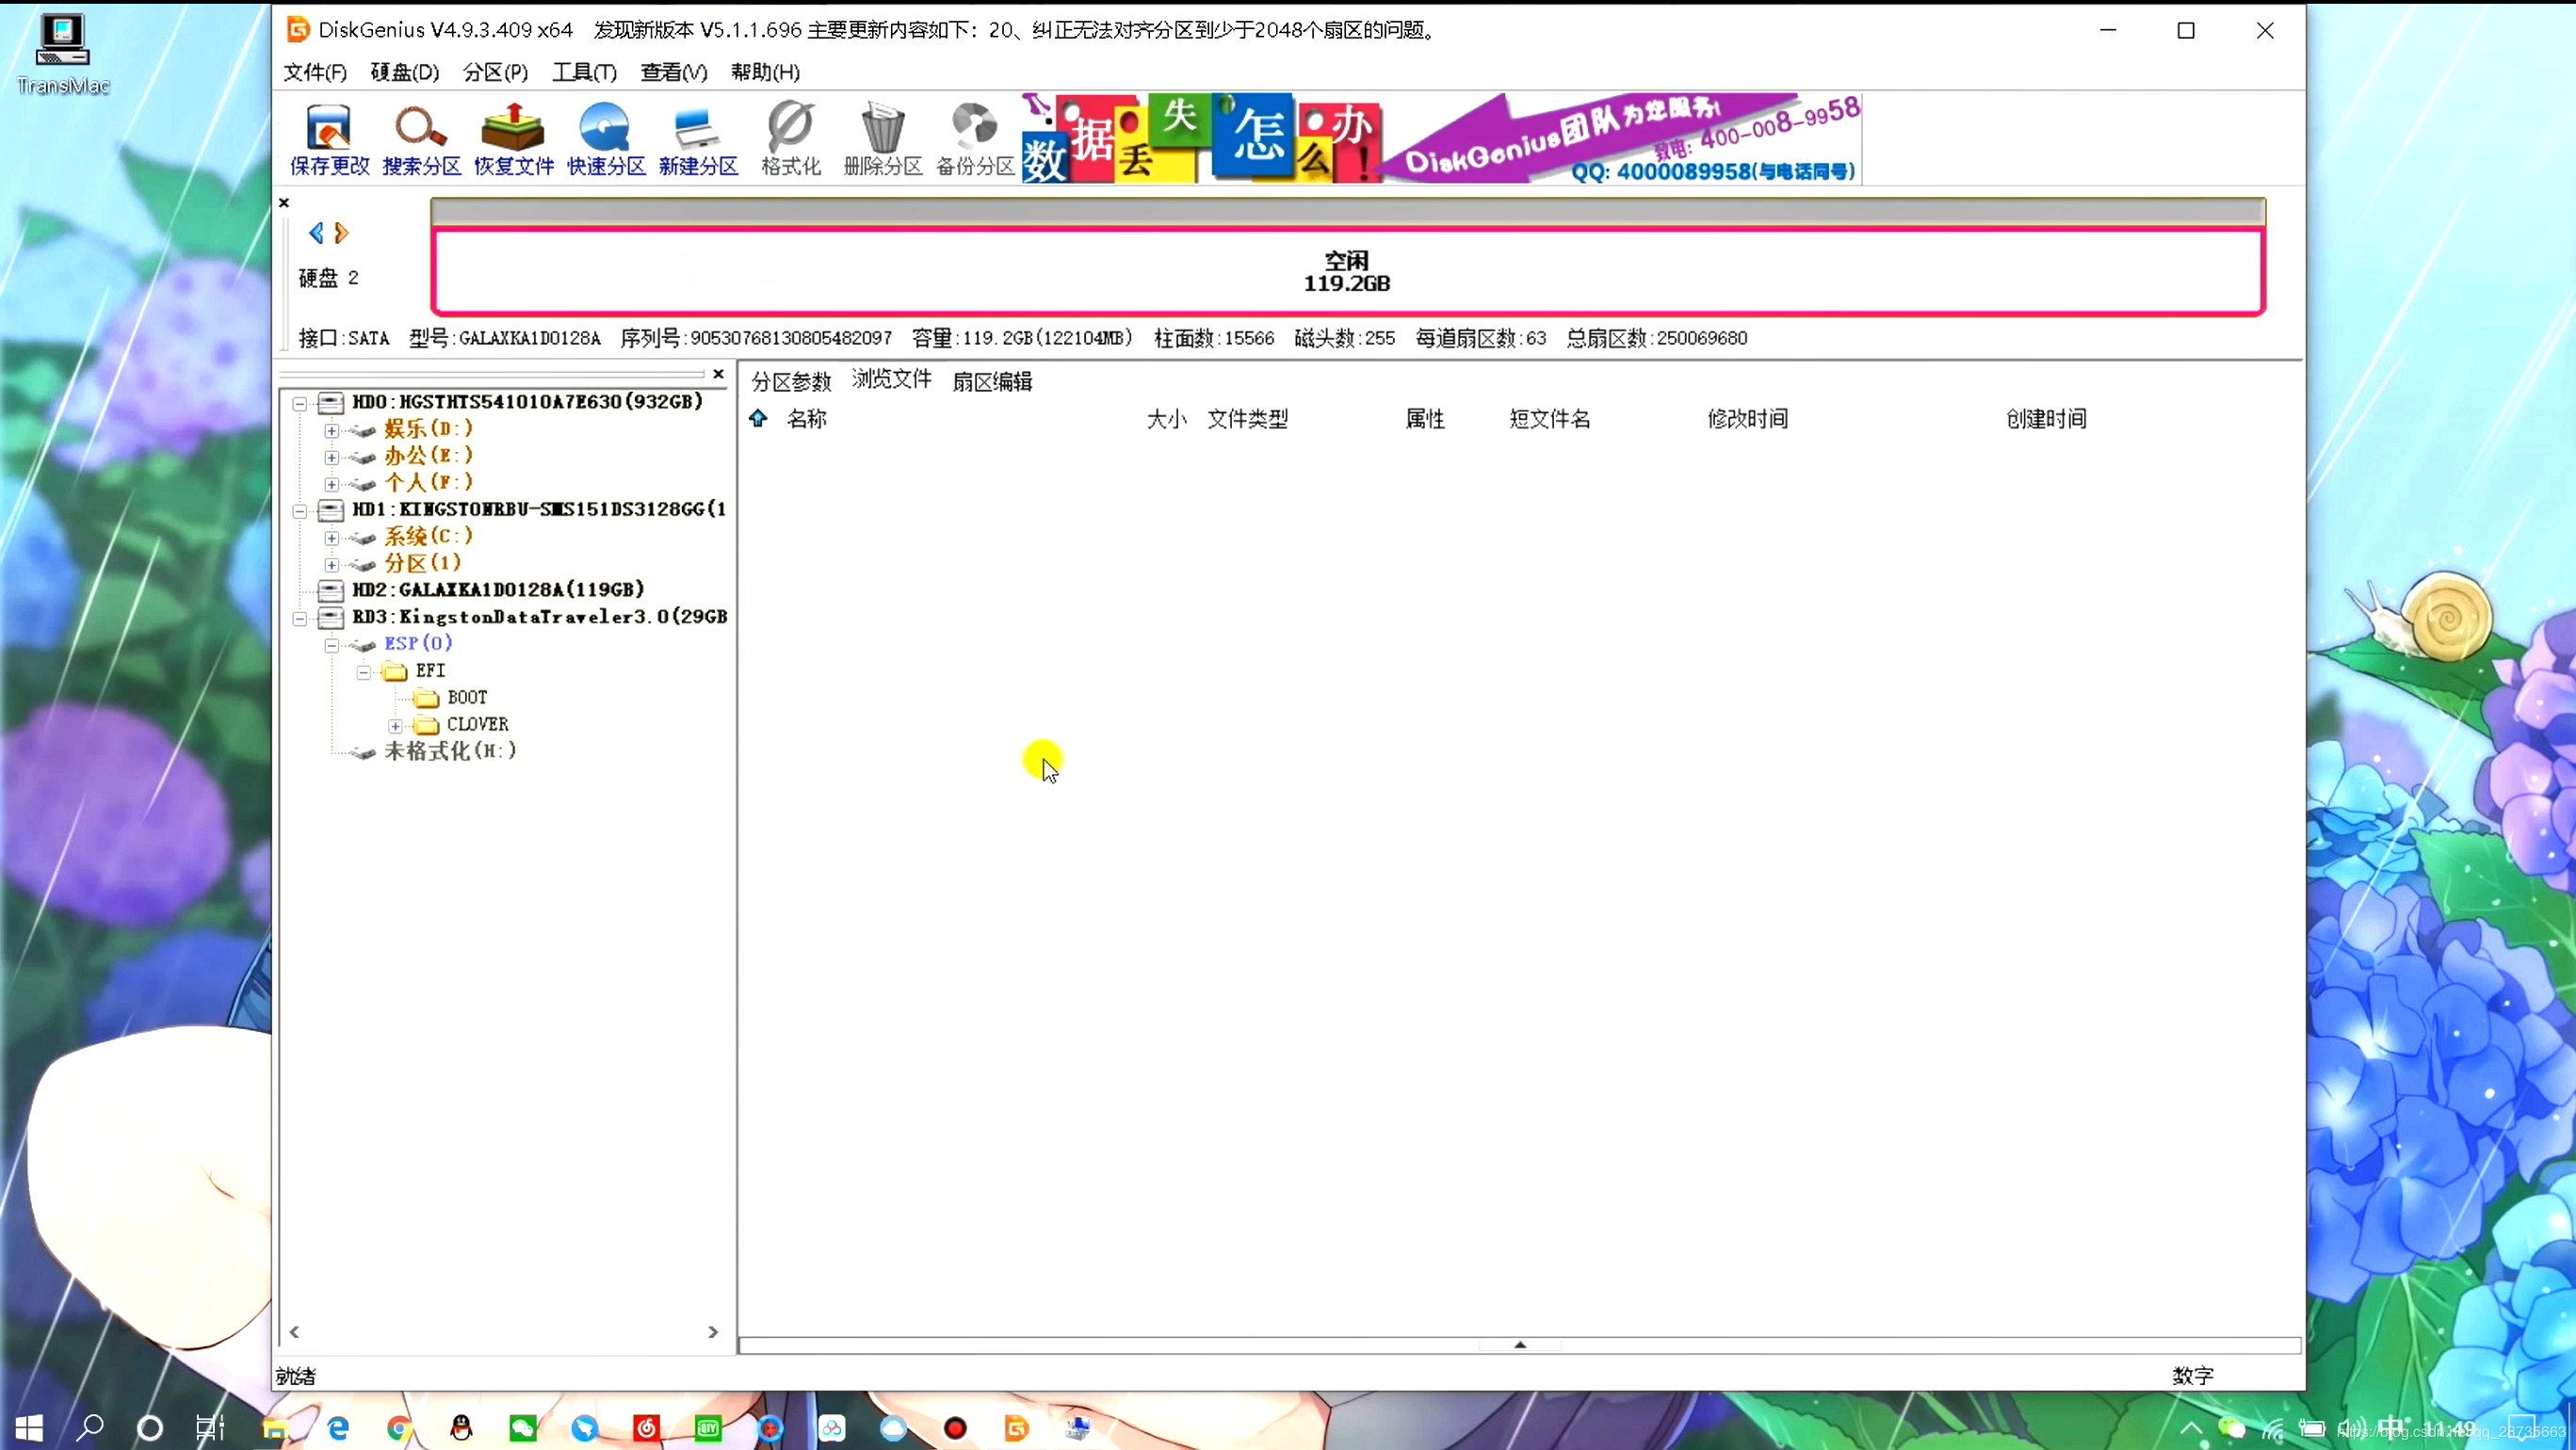 TransMac
DiskGenius V4.9.3.409 x64 发现新版本 V5.1.1.696 主要更新内容如下：20、纠正无法对齐分区到少于2048个扇区的问题。
文件(F) 硬盘(D) 分区(P) 工具(T) 查看(V) 帮助(H)
保存更改 搜索分区 恢复文件 快速分区 新建分区 格式化 删除分区 备份分区
数据丢失怎么办！
DiskGenius团队为您服务！
致电：400-008-9958
QQ: 4000089958(与电话同号)
硬盘 2
空闲
119.2GB
接口:SATA 型号:GALAXKA1D0128A 序列号:90530768130805482097 容量:119.2GB(122104MB) 柱面数:15566 磁头数:255 每道扇区数:63 总扇区数:250069680
HD0:HGSTHTS541010A7E630(932GB)
娱乐(D:)
办公(E:)
个人(F:)
HD1:KINGSTONRBU-SMS151DS3128GG(1
系统(C:)
分区(1)
HD2:GALAXKA1D0128A(119GB)
RD3:KingstonDataTraveler3.0(29GB
ESP(0)
EFI
BOOT
CLOVER
未格式化(H:)
分区参数 浏览文件 扇区编辑
名称 大小 文件类型 属性 短文件名 修改时间 创建时间
就绪
数字
中 11:49